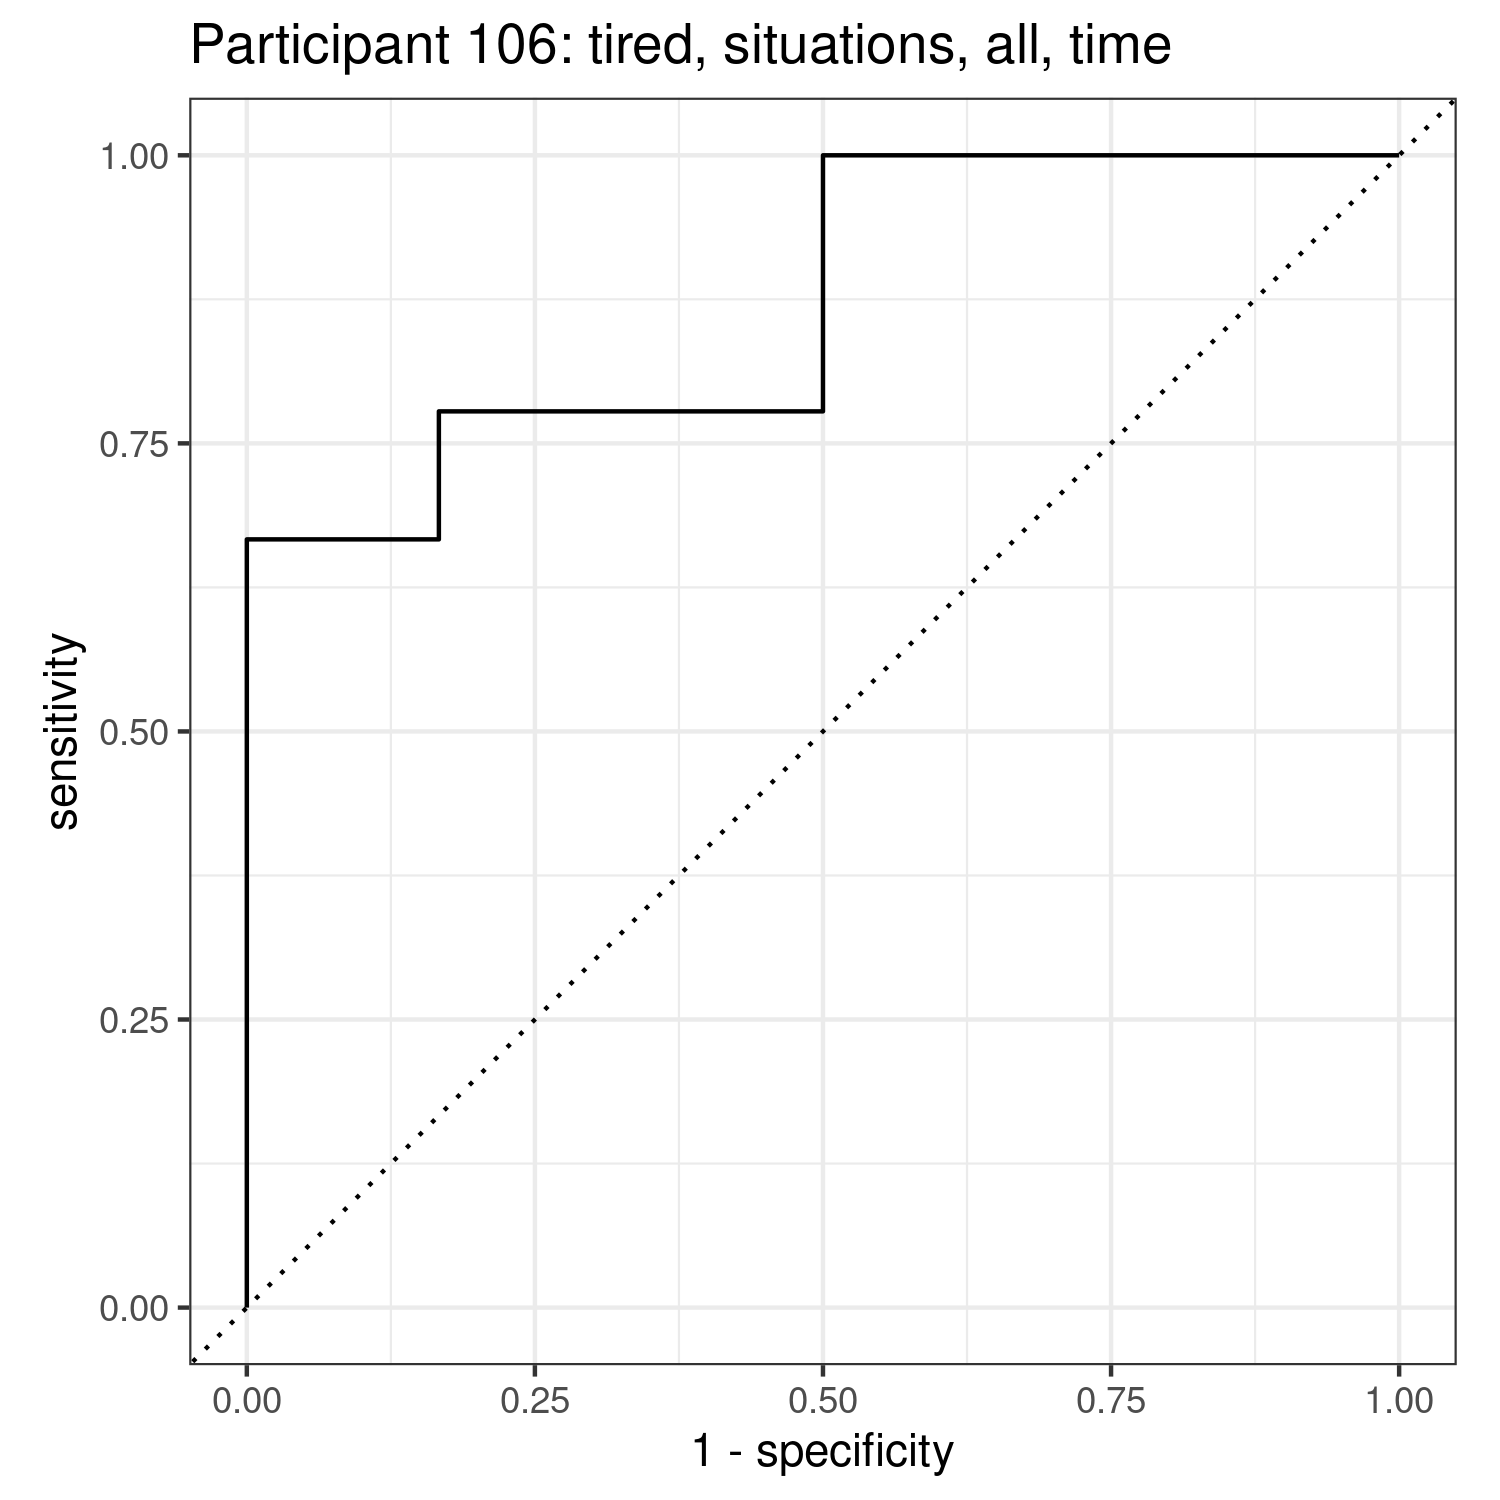 Participant 106: tired, situations, all, time
1.00
0.75
0.50
0.25
0.00
sensitivity
0.00 0.25 0.50 0.75 1.00
1 - specificity